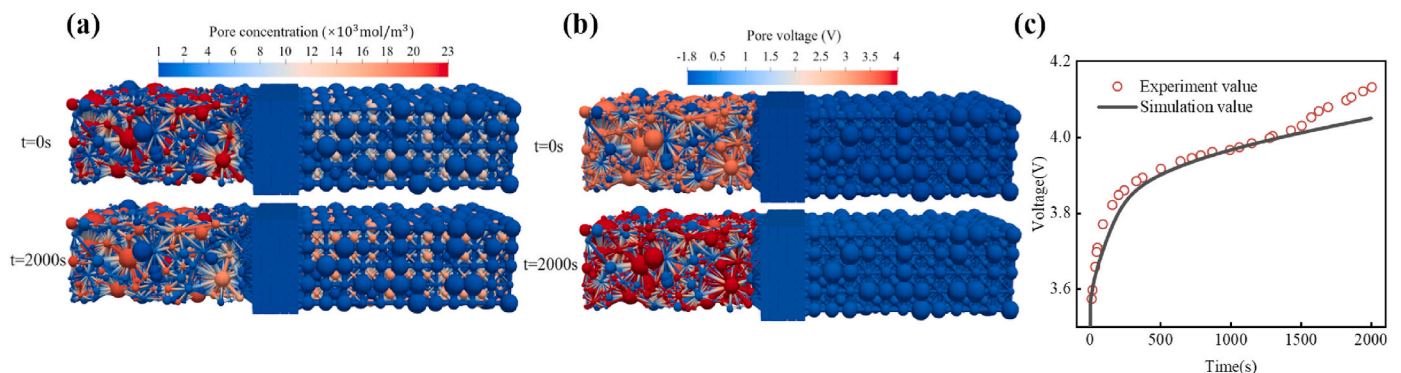 (a)
Pore concentration (×10³mol/m³)
1 2 4 6 8 10 12 14 16 18 20 23
t=0s
t=2000s
(b)
Pore voltage (V)
-1.8 0.5 1 1.5 2 2.5 3 3.5 4
t=0s
t=2000s
(c)
4.2
4.0
3.8
3.6
Voltage(V)
Experiment value
Simulation value
0 500 1000 1500 2000
Time(s)